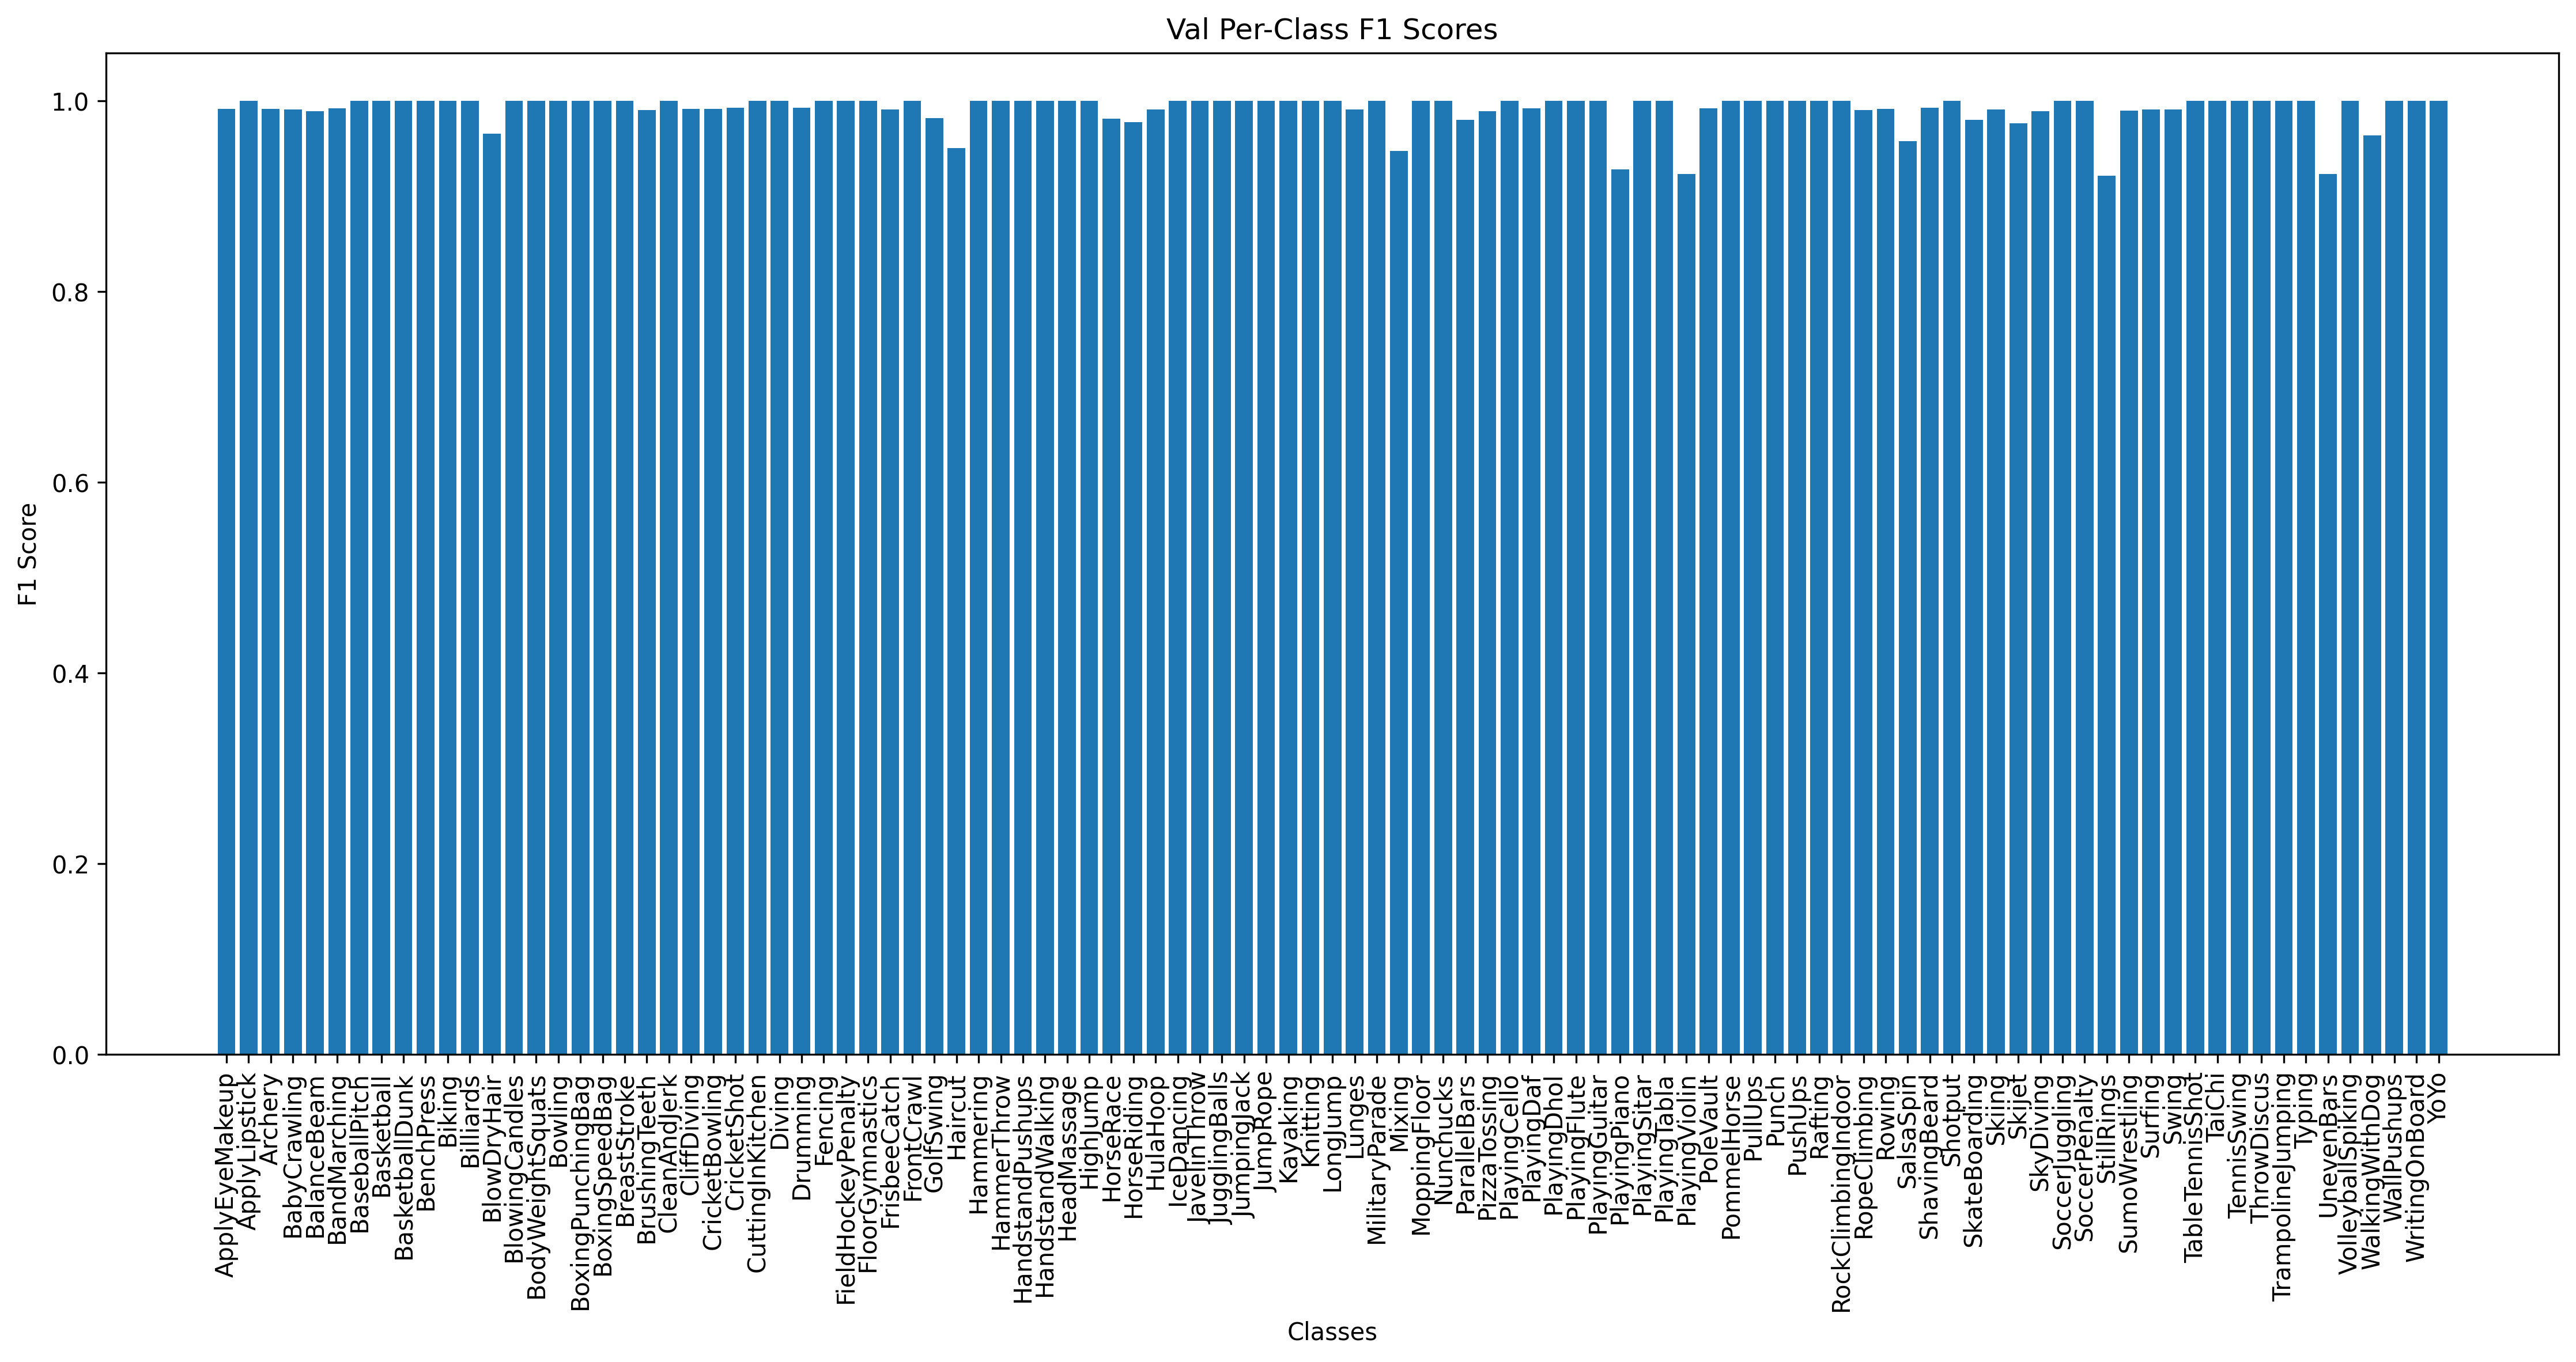 Val Per-Class F1 Scores
F1 Score
1.0
0.8
0.6
0.4
0.2
0.0
ApplyEyeMakeup
ApplyLipstick
Archery
BabyCrawling
BalanceBeam
BandMarching
BaseballPitch
Basketball
BasketballDunk
BenchPress
Biking
Billiards
BlowDryHair
BlowingCandles
BodyWeightSquats
Bowling
BoxingPunchingBag
BoxingSpeedBag
BreastStroke
BrushingTeeth
CleanAndJerk
CliffDiving
CricketBowling
CricketShot
CuttingInKitchen
Diving
Drumming
Fencing
FieldHockeyPenalty
FloorGymnastics
FrisbeeCatch
FrontCrawl
GolfSwing
Haircut
Hammering
HammerThrow
HandstandPushups
HandstandWalking
HeadMassage
HighJump
HorseRace
HorseRiding
HulaHoop
IceDancing
JavelinThrow
JugglingBalls
JumpingJack
JumpRope
Kayaking
Knitting
LongJump
Lunges
MilitaryParade
Mixing
MoppingFloor
Nunchucks
ParallelBars
PizzaTossing
PlayingCello
PlayingDaf
PlayingDhol
PlayingFlute
PlayingGuitar
PlayingPiano
PlayingSitar
PlayingTabla
PlayingViolin
PoleVault
PommelHorse
PullUps
Punch
PushUps
Rafting
RockClimbingIndoor
RopeClimbing
Rowing
SalsaSpin
ShavingBeard
Shotput
SkateBoarding
Skiing
Skijet
SkyDiving
SoccerJuggling
SoccerPenalty
StillRings
SumoWrestling
Surfing
Swing
TableTennisShot
TaiChi
TennisSwing
ThrowDiscus
TrampolineJumping
Typing
UnevenBars
VolleyballSpiking
WalkingWithDog
WallPushups
WritingOnBoard
YoYo
Classes